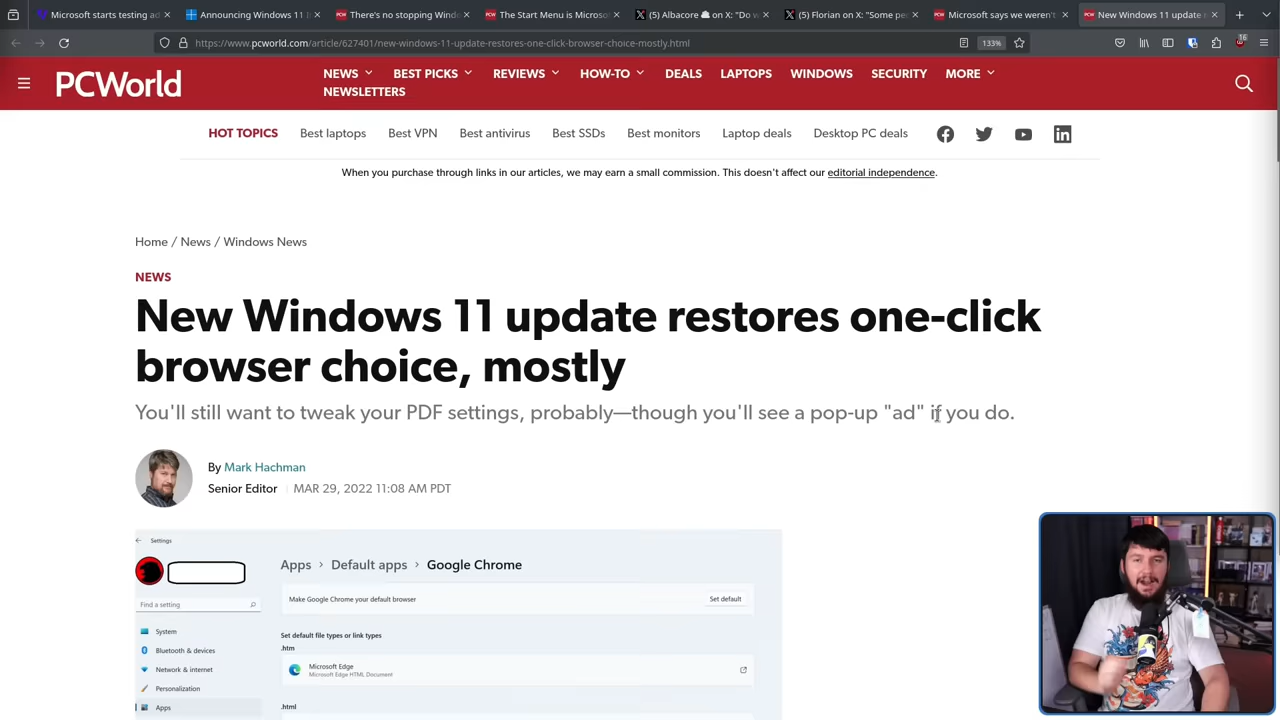 Microsoft starts testing ad
Announcing Windows 11 I
There's no stopping Windo
The Start Menu is Microsof
(5) Albacore ☁ on X: "Do w
(5) Florian on X: "Some pe
Microsoft says we weren't
New Windows 11 update r
https://www.pcworld.com/article/627401/new-windows-11-update-restores-one-click-browser-choice-mostly.html
133%
16
PCWorld
NEWS BEST PICKS REVIEWS HOW-TO DEALS LAPTOPS WINDOWS SECURITY MORE
NEWSLETTERS
HOT TOPICS Best laptops Best VPN Best antivirus Best SSDs Best monitors Laptop deals Desktop PC deals
When you purchase through links in our articles, we may earn a small commission. This doesn't affect our editorial independence.
Home / News / Windows News
NEWS
New Windows 11 update restores one-click
browser choice, mostly
You'll still want to tweak your PDF settings, probably—though you'll see a pop-up "ad" if you do.
By Mark Hachman
Senior Editor MAR 29, 2022 11:08 AM PDT
Settings
Apps > Default apps > Google Chrome
Make Google Chrome your default browser Set default
Find a setting
System
Bluetooth & devices
Network & internet
Personalization
Apps
Set default file types or link types
.htm
Microsoft Edge
Microsoft Edge HTML Document
.html